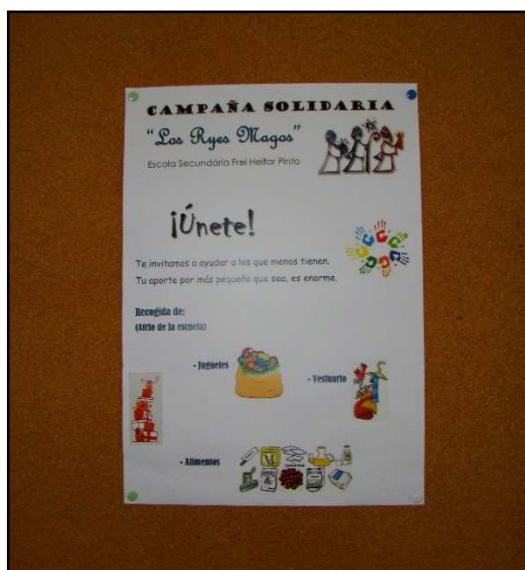 CAMPAÑA SOLIDARIA
"Los Ryes Magos"
Escola Secundária Frei Heitor Pinto
¡Únete!
Te invitamos a ayudar a los que menos tienen.
Tu aporte por más pequeño que sea, es enorme.
Recogida de:
(Atrio de la escuela)
- Juguetes
- Vestuario
- Alimentos